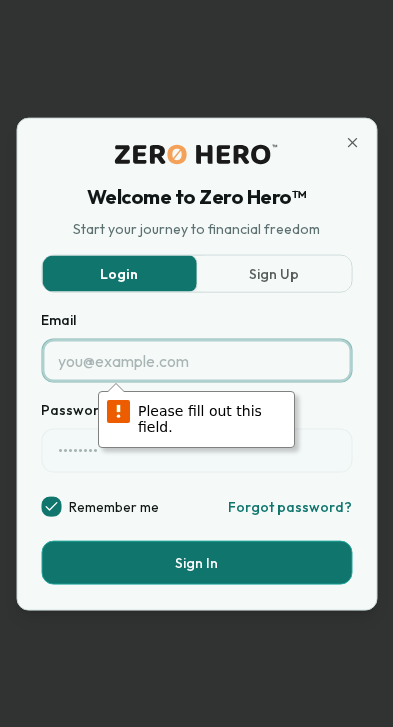 ZERO HERO™
Welcome to Zero Hero™
Start your journey to financial freedom
Login
Sign Up
Email
you@example.com
Please fill out this
field.
Passwor
••••••••
Remember me
Forgot password?
Sign In